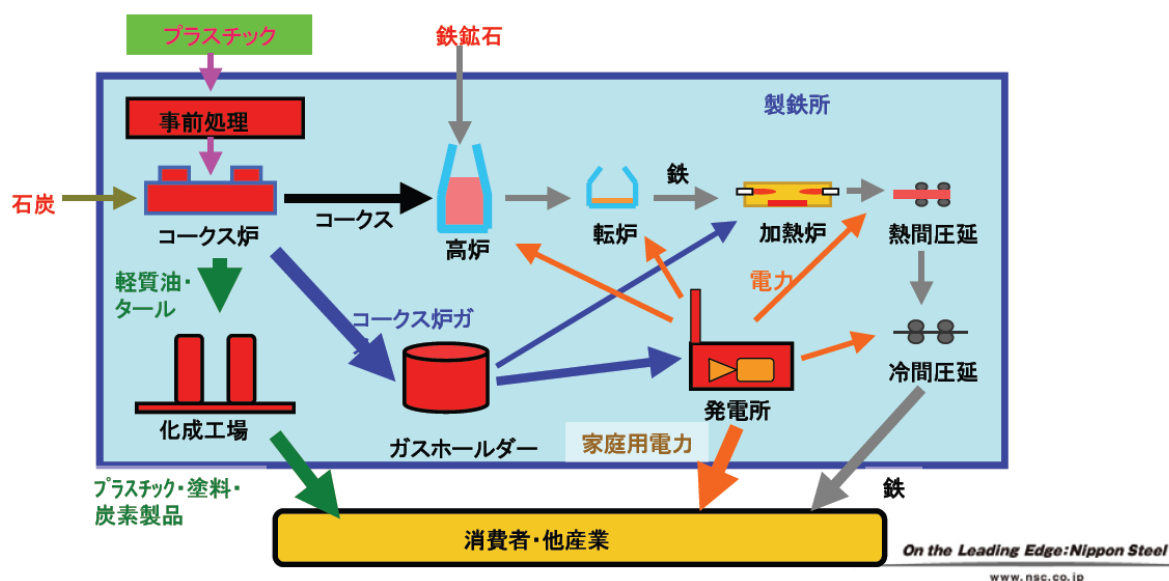 プラスチック
鉄鉱石
製鉄所
事前処理
石炭
コークス炉
コークス
高炉
転炉
鉄
加熱炉
熱間圧延
軽質油・
タール
コークス炉ガ
電力
冷間圧延
化成工場
ガスホールダー
発電所
家庭用電力
プラスチック・塗料・
炭素製品
鉄
消費者・他産業
On the Leading Edge:Nippon Steel
www.nsc.co.jp